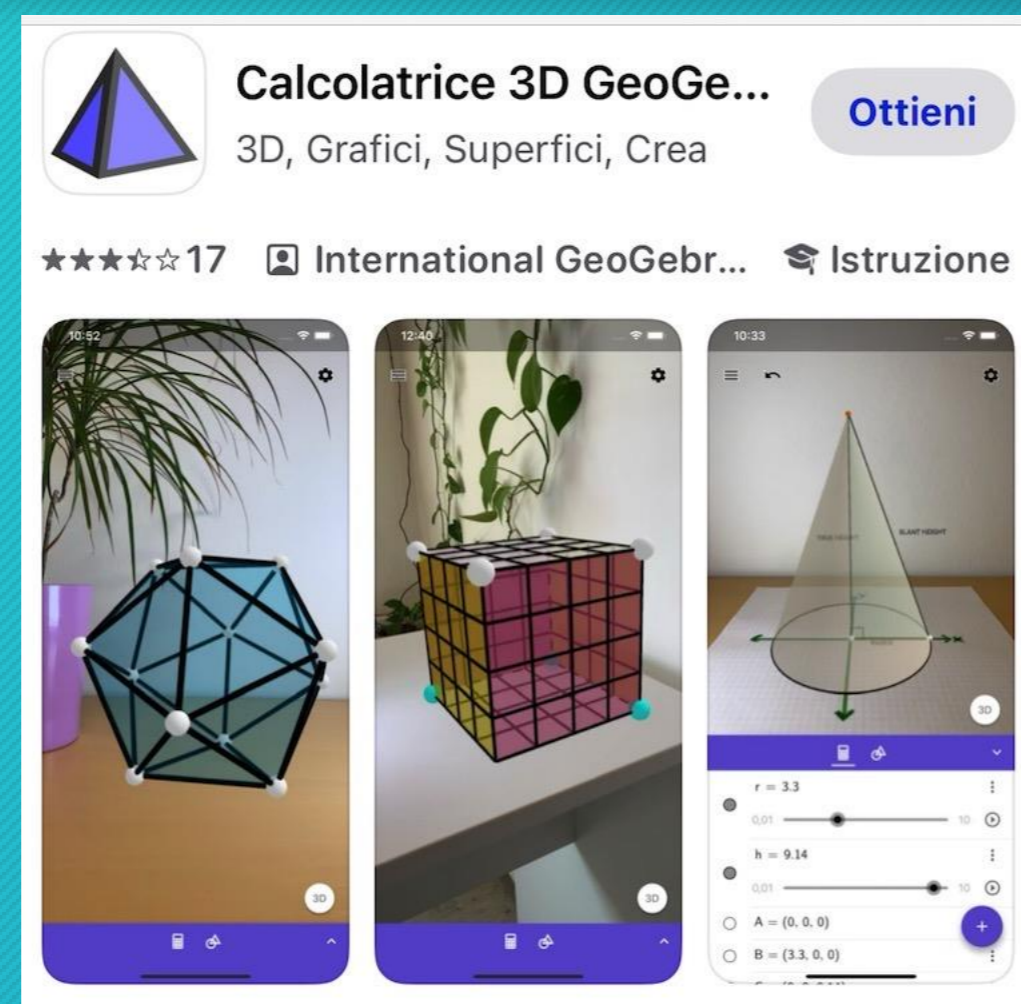 Calcolatrice 3D GeoGe...
Ottieni
3D, Grafici, Superfici, Crea
17
International GeoGebr...
Istruzione
10:52
3D
12:40
3D
10:33
SLANT HEIGHT
3D
r = 3.3
0,01
10
h = 9.14
0,01
10
A = (0, 0, 0)
+
B = (3.3, 0, 0)